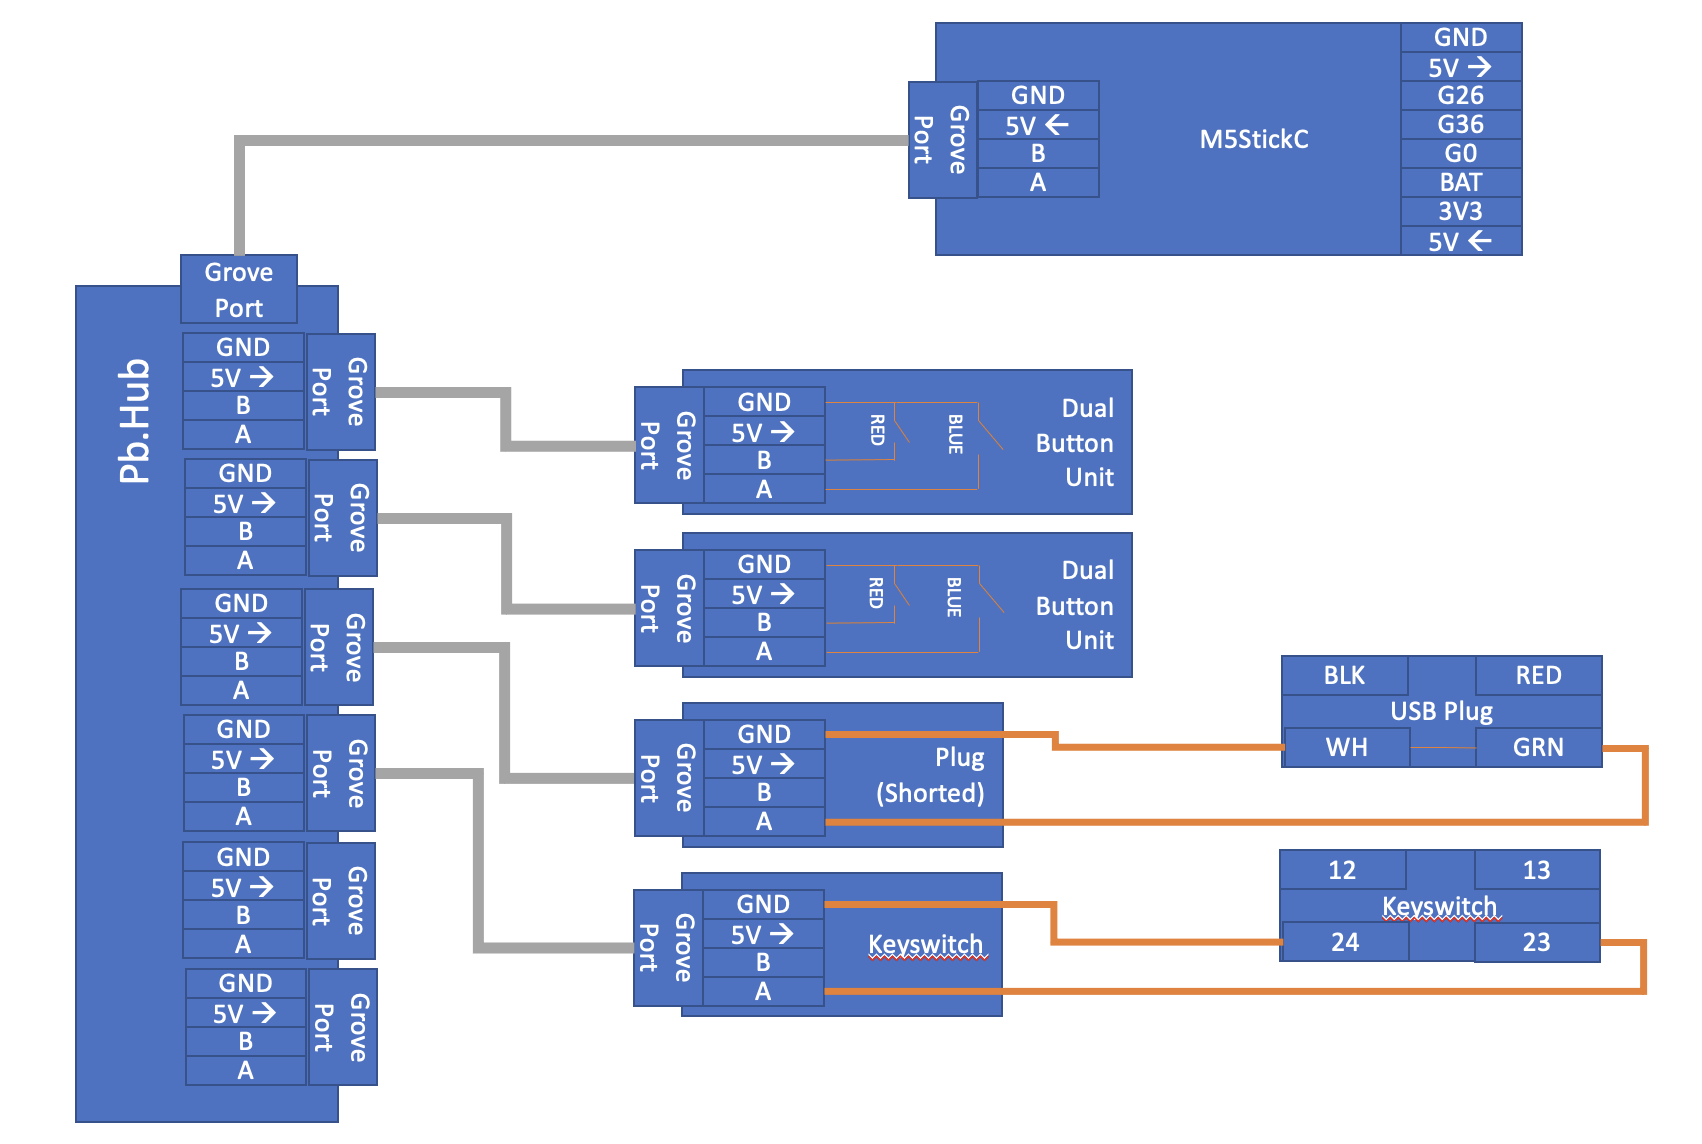 GND
5V →
G26
G36
G0
BAT
3V3
5V ←
M5StickC
Grove
Port
GND
5V ←
B
A
Grove
Port
Pb.Hub
GND
5V →
B
A
Grove
Port
GND
5V →
B
A
Grove
Port
GND
5V →
B
A
Grove
Port
GND
5V →
B
A
Grove
Port
GND
5V →
B
A
Grove
Port
GND
5V →
B
A
Grove
Port
Grove
Port
GND
5V →
B
A
RED
BLUE
Dual
Button
Unit
Grove
Port
GND
5V →
B
A
RED
BLUE
Dual
Button
Unit
Grove
Port
GND
5V →
B
A
Plug
(Shorted)
BLK
RED
USB Plug
WH
GRN
Grove
Port
GND
5V →
B
A
Keyswitch
12
13
Keyswitch
24
23